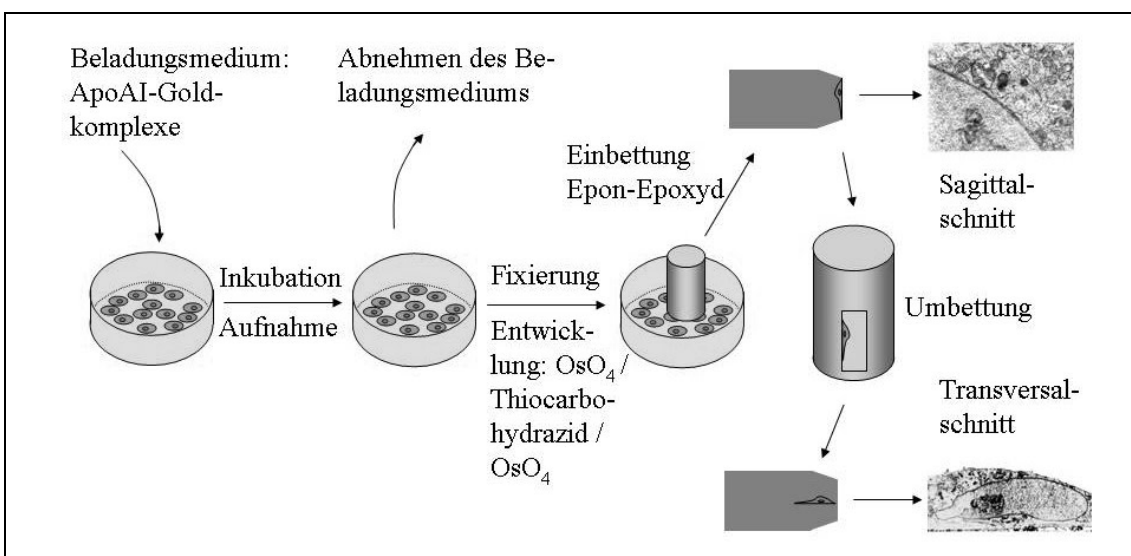 Beladungsmedium:
ApoAI-Gold-
komplexe
Abnehmen des Be-
ladungsmediums
Inkubation
Aufnahme
Fixierung
Entwick-
lung: OsO₄ /
Thiocarbo-
hydrazid /
OsO₄
Einbettung
Epon-Epoxyd
Sagittal-
schnitt
Umbettung
Transversal-
schnitt